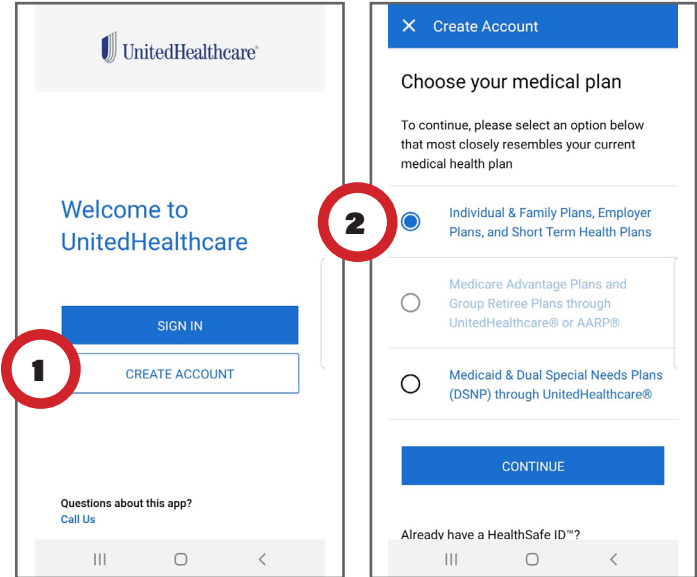 UnitedHealthcare®
Welcome to
UnitedHealthcare
SIGN IN
1
CREATE ACCOUNT
Questions about this app?
Call Us
Create Account
Choose your medical plan
To continue, please select an option below
that most closely resembles your current
medical health plan
2
Individual & Family Plans, Employer
Plans, and Short Term Health Plans
Medicare Advantage Plans and
Group Retiree Plans through
UnitedHealthcare® or AARP®
Medicaid & Dual Special Needs Plans
(DSNP) through UnitedHealthcare®
CONTINUE
Already have a HealthSafe ID™?